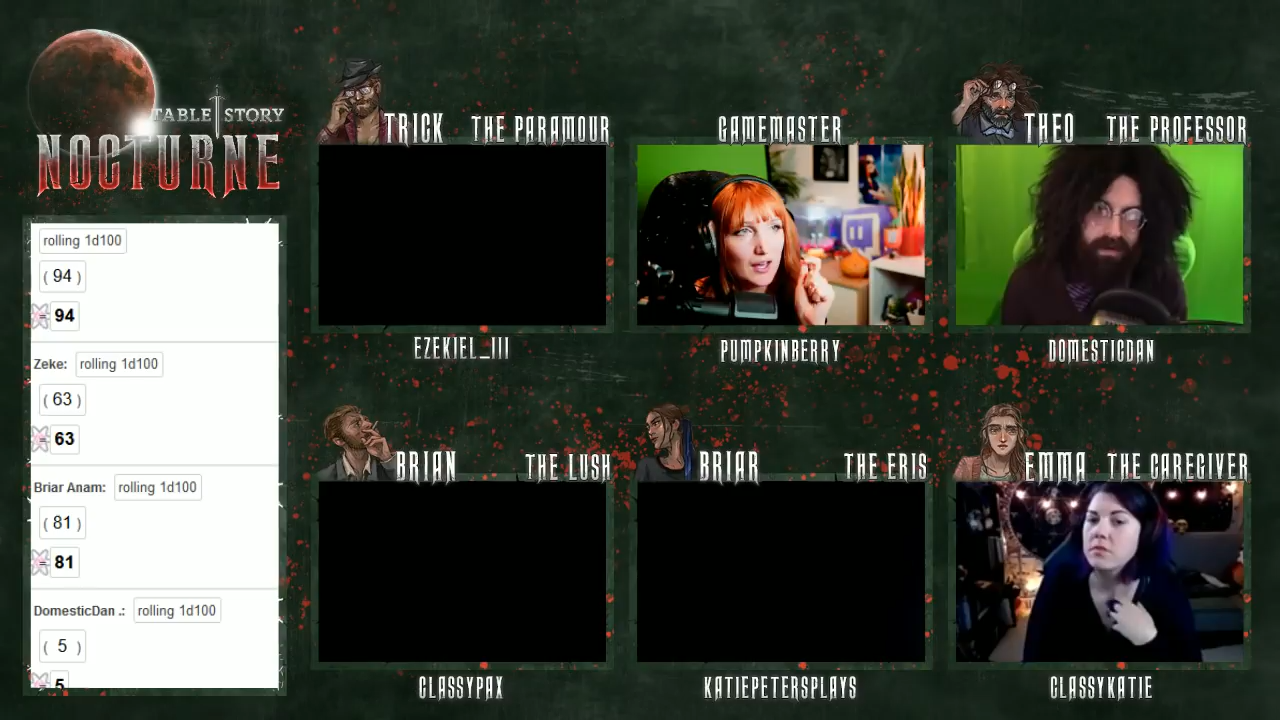 TABLE STORY
NOCTURNE
rolling 1d100
( 94 )
= 94
Zeke: rolling 1d100
( 63 )
= 63
Briar Anam: rolling 1d100
( 81 )
= 81
DomesticDan .: rolling 1d100
( 5 )
= 5
TRICK THE PARAMOUR
EZEKIEL_III
GAMEMASTER
PUMPKINBERRY
THEO THE PROFESSOR
DOMESTICDAN
BRIAN THE LUSH
CLASSYPAX
BRIAR THE ERIS
KATIEPETERSPLAYS
EMMA THE CAREGIVER
CLASSYKATIE